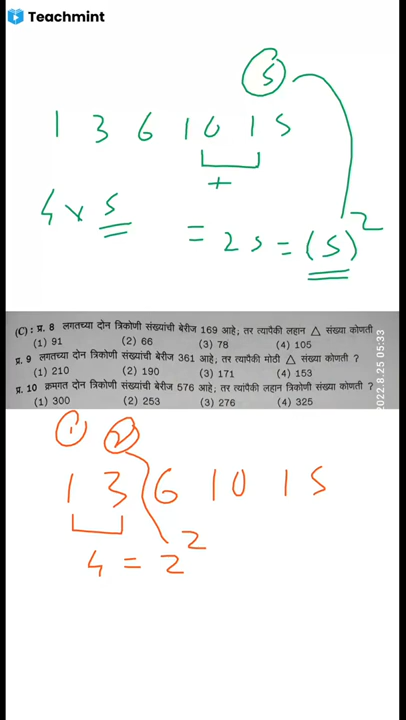 Teachmint
5
1 3 6 10 15
+
4 x 5
= 25 = (5)²
(C) : प्र. 8 लगतच्या दोन त्रिकोणी संख्यांची बेरीज 169 आहे; तर त्यापैकी लहान △ संख्या कोणती
(1) 91 (2) 66 (3) 78 (4) 105
प्र. 9 लगतच्या दोन त्रिकोणी संख्यांची बेरीज 361 आहे; तर त्यापैकी मोठी △ संख्या कोणती ?
(1) 210 (2) 190 (3) 171 (4) 153
प्र. 10 क्रमगत दोन त्रिकोणी संख्यांची बेरीज 576 आहे; तर त्यापैकी लहान त्रिकोणी संख्या कोणती ?
(1) 300 (2) 253 (3) 276 (4) 325
2022.8.25 05:33
1 2
1 3 6 10 15
4 = 2²